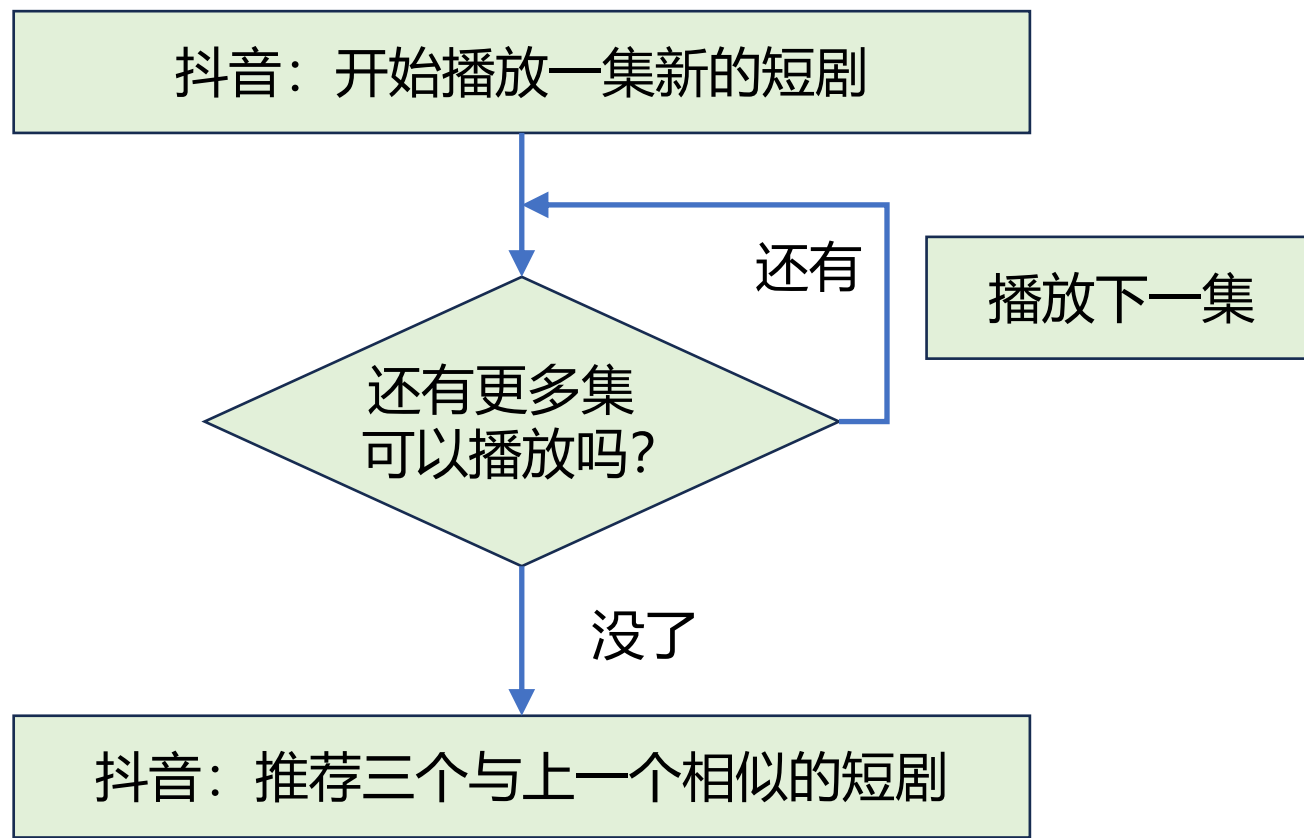 抖音：开始播放一集新的短剧
还有
播放下一集
还有更多集
可以播放吗？
没了
抖音：推荐三个与上一个相似的短剧